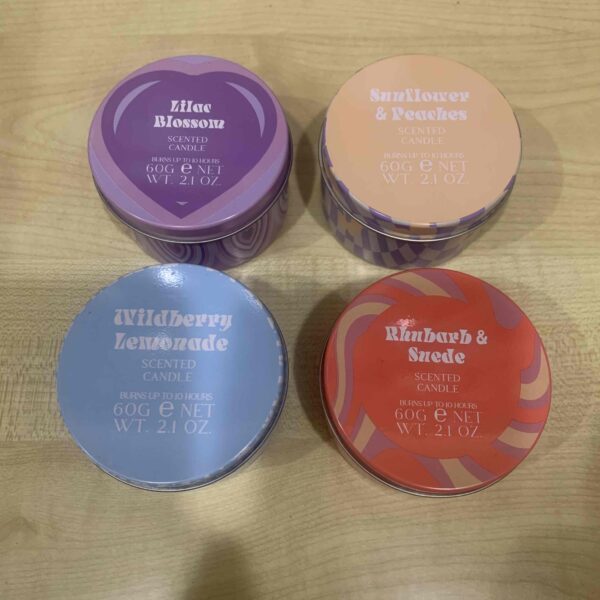 Lilac
Blossom
SCENTED
CANDLE
BURNS UP TO 10 HOURS
60G e NET
WT. 2.1 OZ.
Sunflower
& Peaches
SCENTED
CANDLE
BURNS UP TO 10 HOURS
60G e NET
WT. 2.1 OZ.
Wildberry
Lemonade
SCENTED
CANDLE
BURNS UP TO 10 HOURS
60G e NET
WT. 2.1 OZ.
Rhubarb &
Suede
SCENTED
CANDLE
BURNS UP TO 10 HOURS
60G e NET
WT. 2.1 OZ.